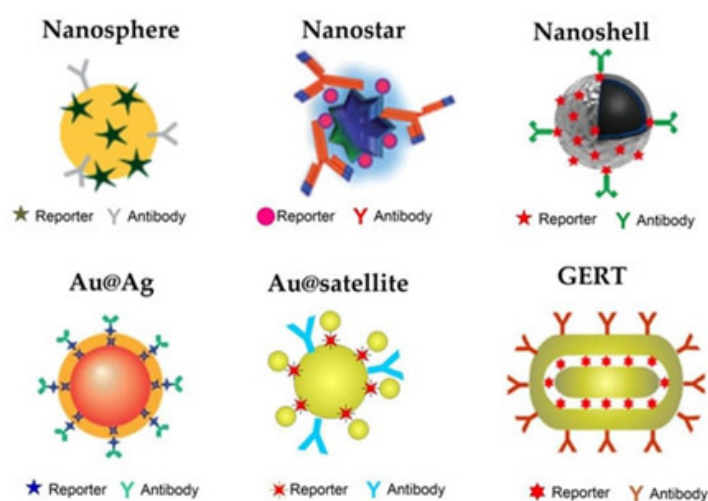 Nanosphere
Nanostar
Nanoshell
Reporter Antibody
Reporter Antibody
Reporter Antibody
Au@Ag
Au@satellite
GERT
Reporter Antibody
Reporter Antibody
Reporter Antibody